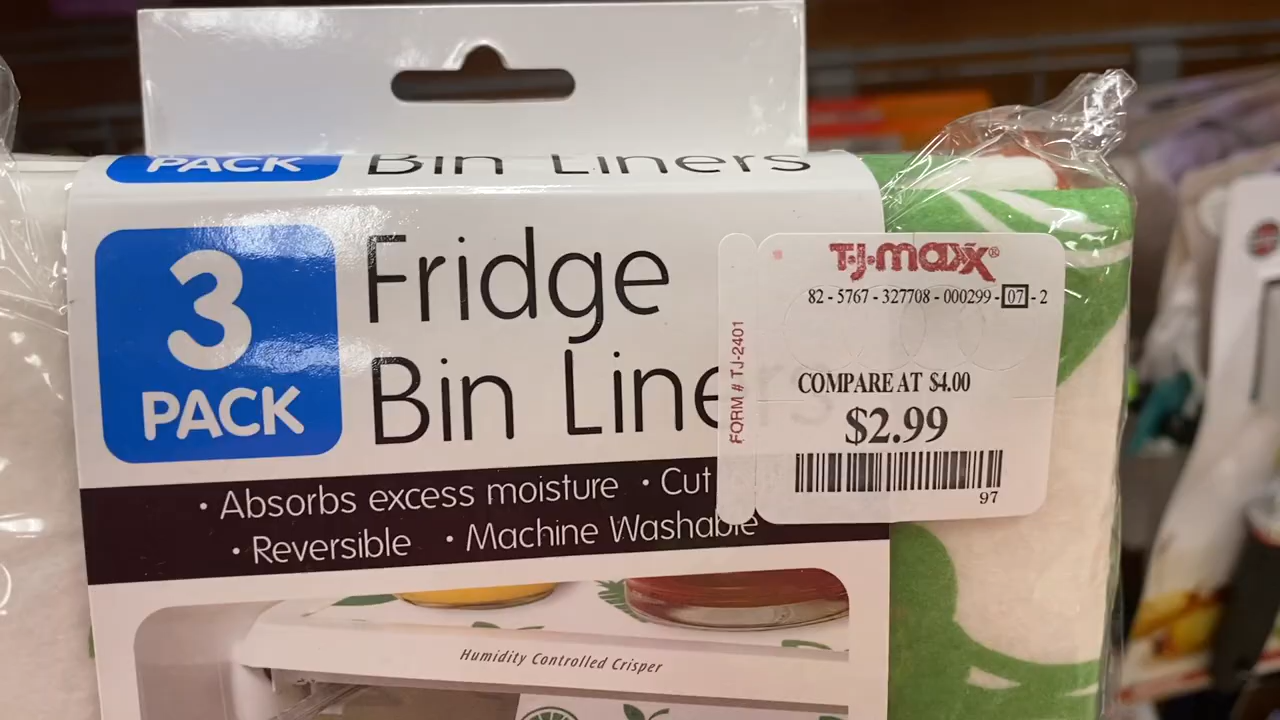 PACK
Bin Liners
3
PACK
Fridge
Bin Line
• Absorbs excess moisture • Cut
• Reversible • Machine Washable
Humidity Controlled Crisper
T·J·maxx®
82 - 5767 - 327708 - 000299 - 07 - 2
FORM # TJ-2401
COMPARE AT $4.00
$2.99
97